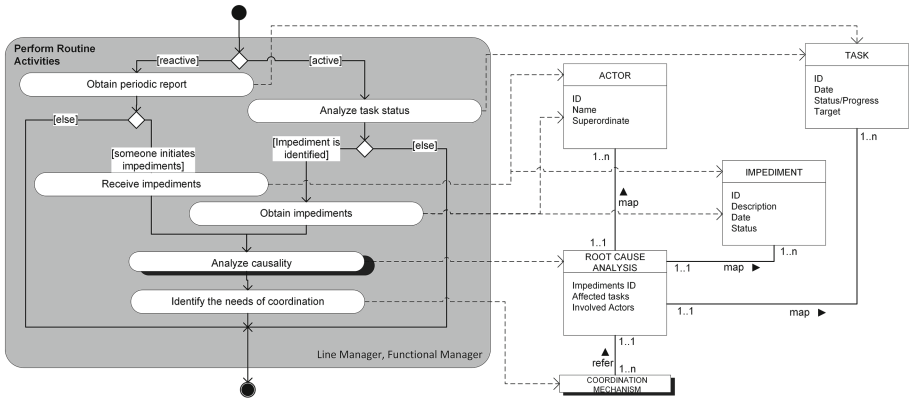 Perform Routine
Activities
[reactive]
[active]
Obtain periodic report
Analyze task status
[else]
[someone initiates
impediments]
[Impediment is
identified]
[else]
Receive impediments
Obtain impediments
Analyze causality
Identify the needs of coordination
Line Manager, Functional Manager
ACTOR
ID
Name
Superordinate
1..n
map
1..1
TASK
ID
Date
Status/Progress
Target
1..n
IMPEDIMENT
ID
Description
Date
Status
1..n
ROOT CAUSE
ANALYSIS
Impediments ID
Affected tasks
Involved Actors
1..1
map
1..1
map
1..1
refer
1..n
COORDINATION
MECHANISM